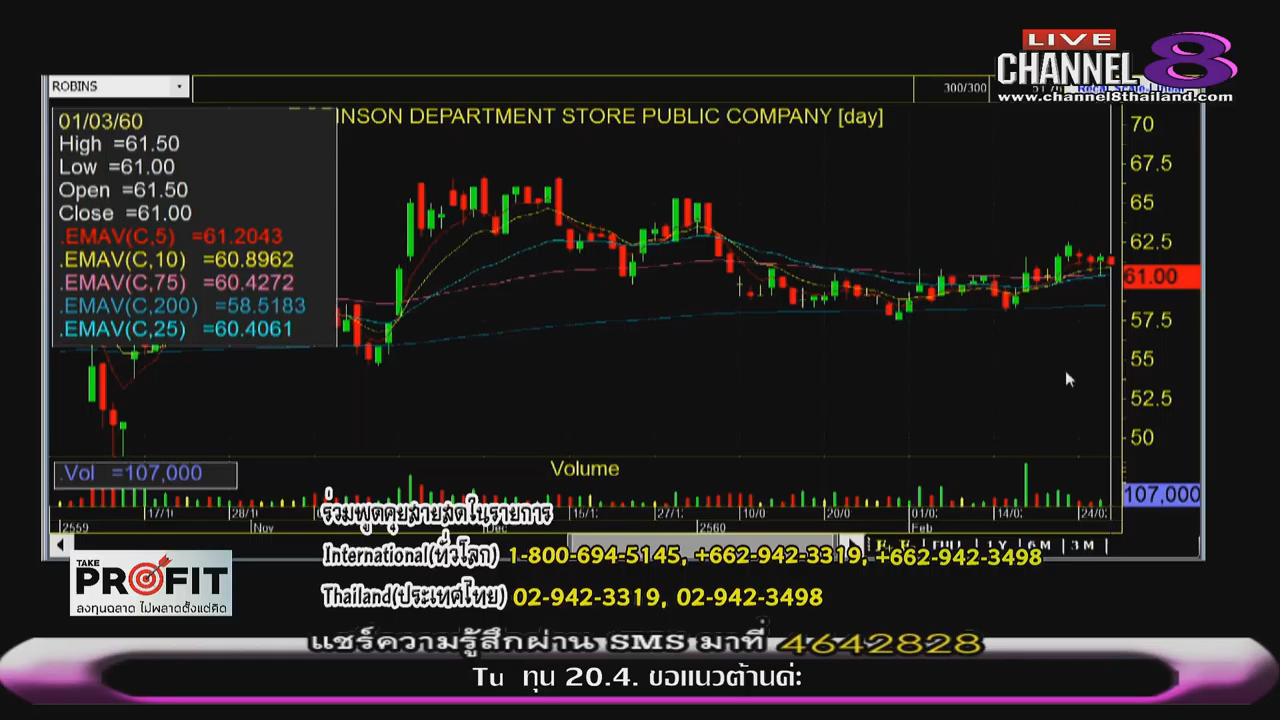 LIVE
CHANNEL 8
www.channel8thailand.com
ROBINS
300/300
INSON DEPARTMENT STORE PUBLIC COMPANY [day]
01/03/60
High =61.50
Low =61.00
Open =61.50
Close =61.00
.EMAV(C,5) =61.2043
.EMAV(C,10) =60.8962
.EMAV(C,75) =60.4272
.EMAV(C,200) =58.5183
.EMAV(C,25) =60.4061
70
67.5
65
62.5
61.00
57.5
55
52.5
50
Volume
.Vol =107,000
107,000
17/1 28/1 15/1 27/1 10/0 20/0 14/0 24/0
2559 Nov Dec 2560 Feb
1Y 6M 3M
ร่วมพูดคุยสายสดในรายการ
International(ทั่วโลก) 1-800-694-5145, +662-942-3319, +662-942-3498
Thailand(ประเทศไทย) 02-942-3319, 02-942-3498
TAKE
PROFIT
ลงทุนฉลาด ไม่พลาดตั้งแต่คิด
แชร์ความรู้สึกผ่าน SMS มาที่ 4642828
Tu ทุน 20.4. ขอแนวต้านค่ะ